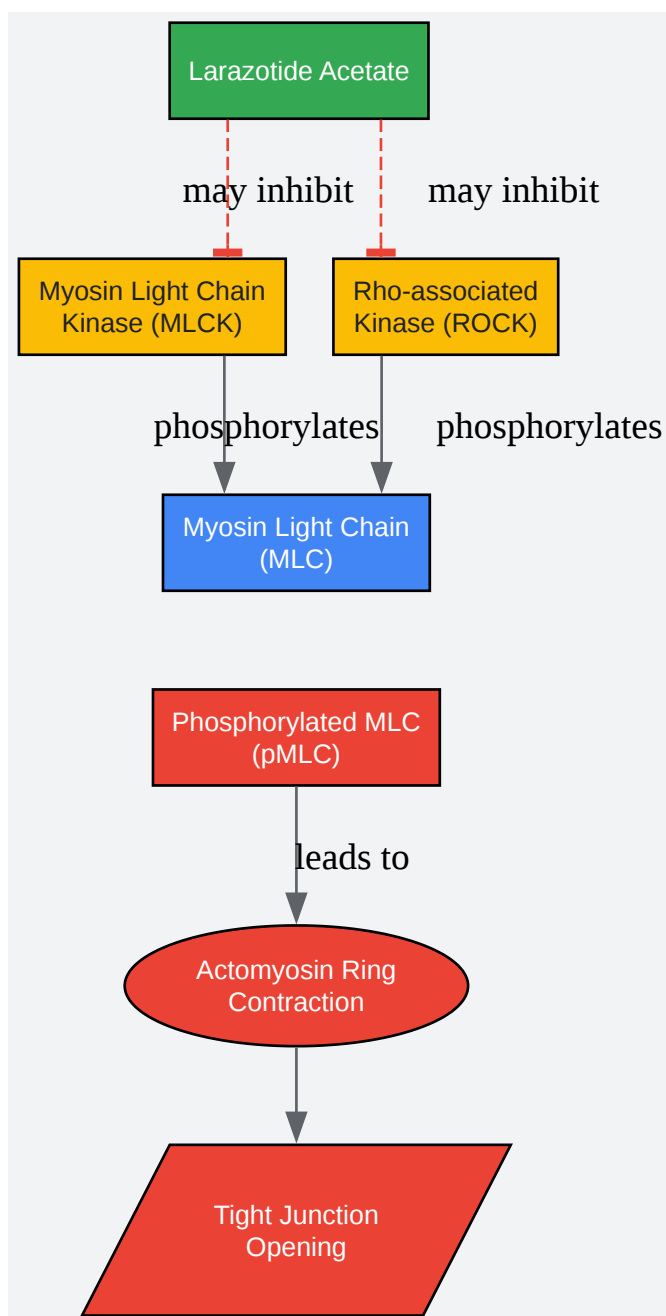 Larazotide Acetate
may inhibit
may inhibit
Myosin Light Chain
Kinase (MLCK)
Rho-associated
Kinase (ROCK)
phosphorylates
phosphorylates
Myosin Light Chain
(MLC)
Phosphorylated MLC
(pMLC)
leads to
Actomyosin Ring
Contraction
Tight Junction
Opening